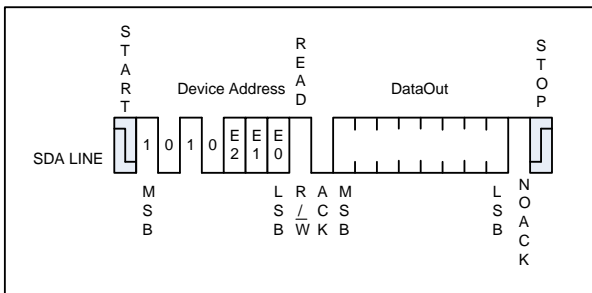 START
READ
STOP
Device Address
DataOut
SDA LINE
1 0 1 0 E2 E1 E0
MSB
LSB
R/W
ACK
MSB
LSB
NOACK